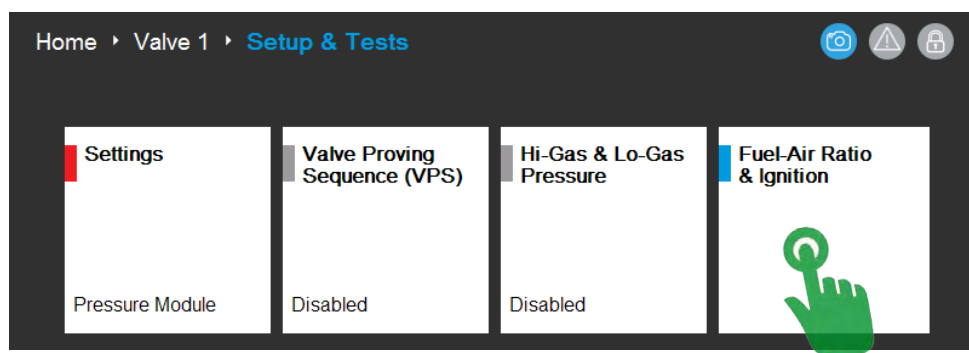 Home ‣ Valve 1 ‣ Setup & Tests
Settings
Pressure Module
Valve Proving
Sequence (VPS)
Disabled
Hi-Gas & Lo-Gas
Pressure
Disabled
Fuel-Air Ratio
& Ignition